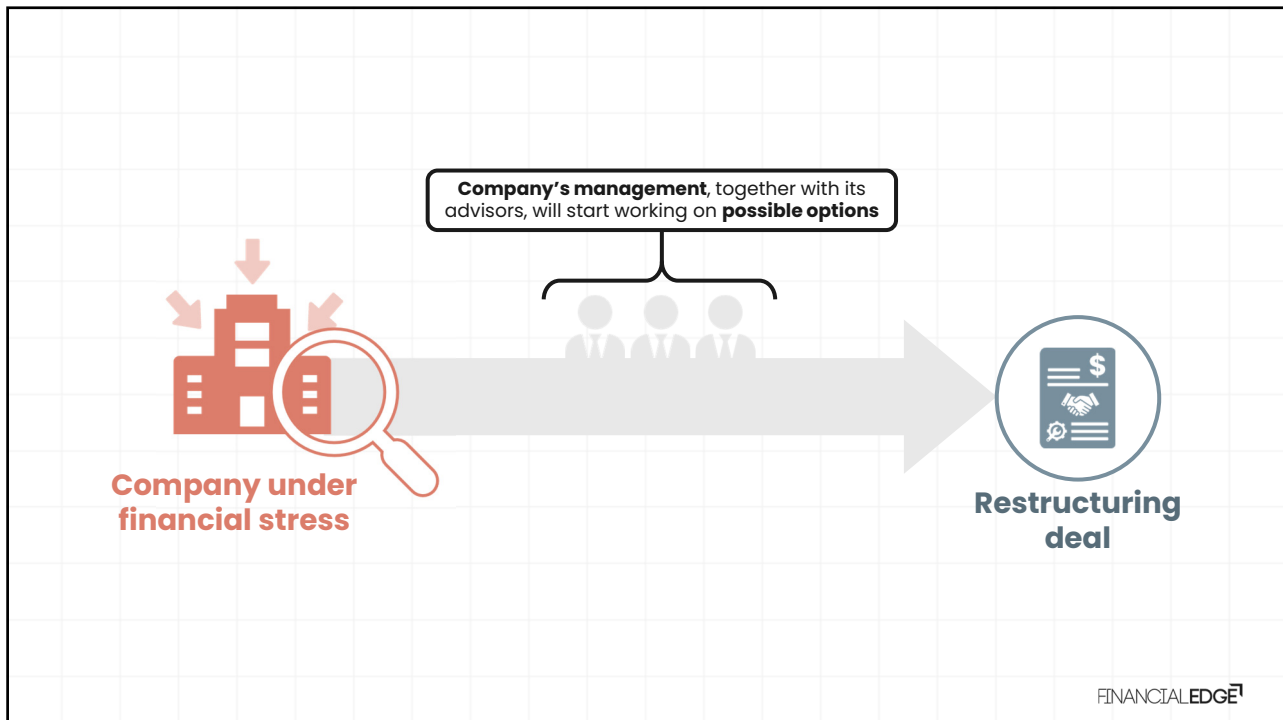 Company's management, together with its
advisors, will start working on possible options
$
Company under
financial stress
Restructuring
deal
FINANCIALEDGE